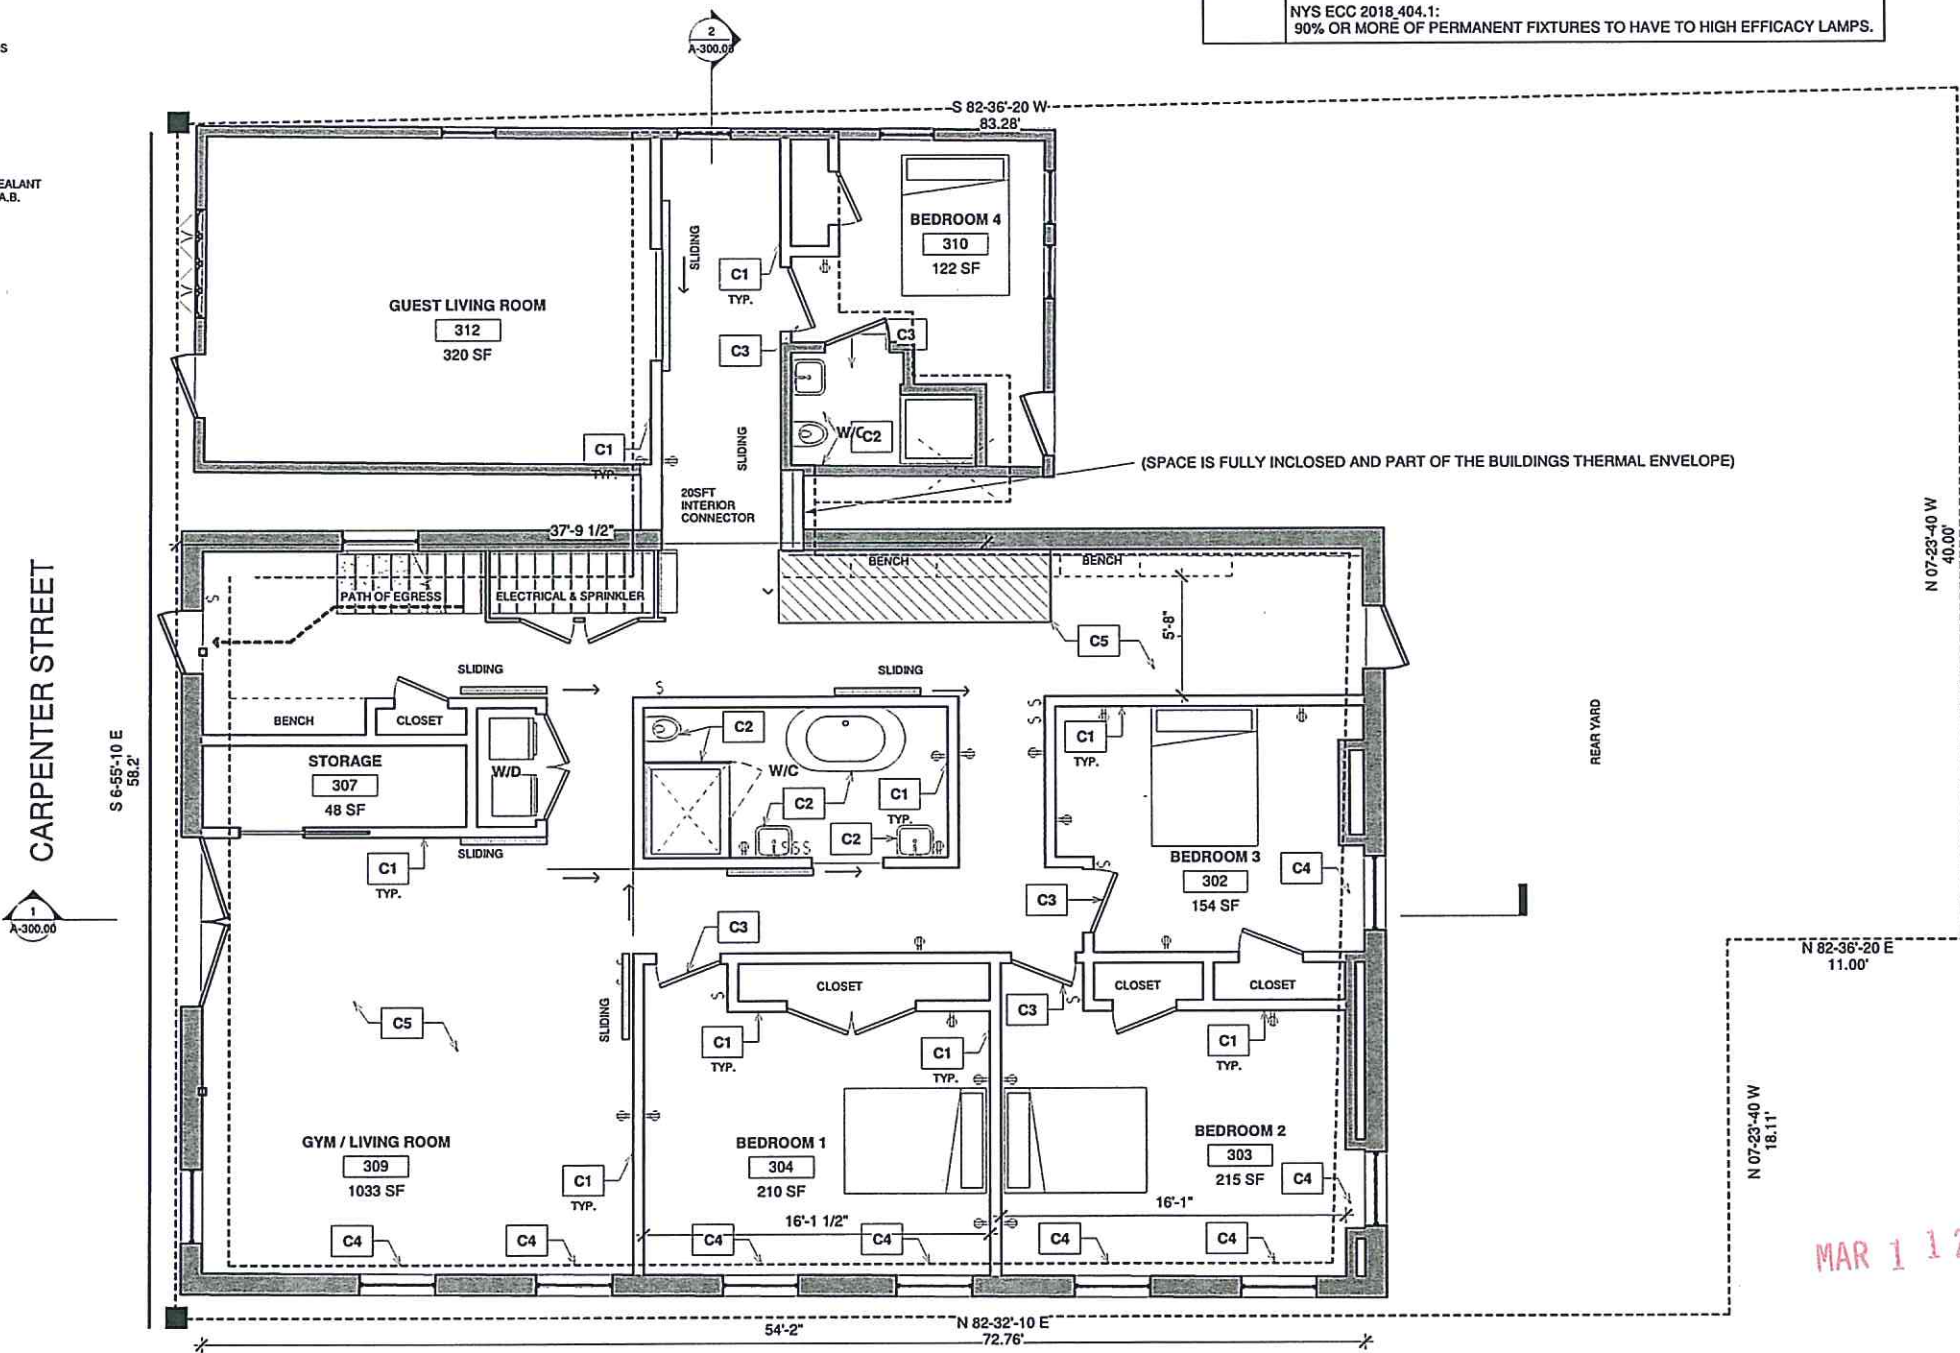 NYS ECC 2018 404.1:
90% OR MORE OF PERMANENT FIXTURES TO HAVE TO HIGH EFFICACY LAMPS.
S
2
A-300.0
S 82-36'-20 W
83.28'
EALANT
A.B.
GUEST LIVING ROOM
312
320 SF
SLIDING
C1
TYP.
C3
BEDROOM 4
310
122 SF
C3
C1
TYP.
SLIDING
W/C
C2
(SPACE IS FULLY INCLOSED AND PART OF THE BUILDINGS THERMAL ENVELOPE)
20SFT
INTERIOR
CONNECTOR
37'-9 1/2"
N 07-23'-40 W
40.00'
BENCH
BENCH
PATH OF EGRESS
ELECTRICAL & SPRINKLER
S
CARPENTER STREET
S 6-55'-10 E
58.2'
C5
5'-8"
SLIDING
SLIDING
S
BENCH
CLOSET
STORAGE
307
48 SF
W/D
C2
W/C
C2
C1
TYP.
C2
SSS
S
S S
C1
TYP.
REAR YARD
BEDROOM 3
302
154 SF
C4
SLIDING
C1
TYP.
C3
S
1
A-300.00
C3
N 82-36'-20 E
11.00'
CLOSET
CLOSET
CLOSET
S
S
C3
C5
SLIDING
C1
TYP.
C1
TYP.
C1
TYP.
N 07-23'-40 W
18.11'
GYM / LIVING ROOM
309
1033 SF
C1
TYP.
BEDROOM 1
304
210 SF
BEDROOM 2
303
215 SF
C4
16'-1 1/2"
16'-1"
C4
C4
C4
C4
C4
C4
MAR 1 1 2
N 82-32'-10 E
72.76'
54'-2"